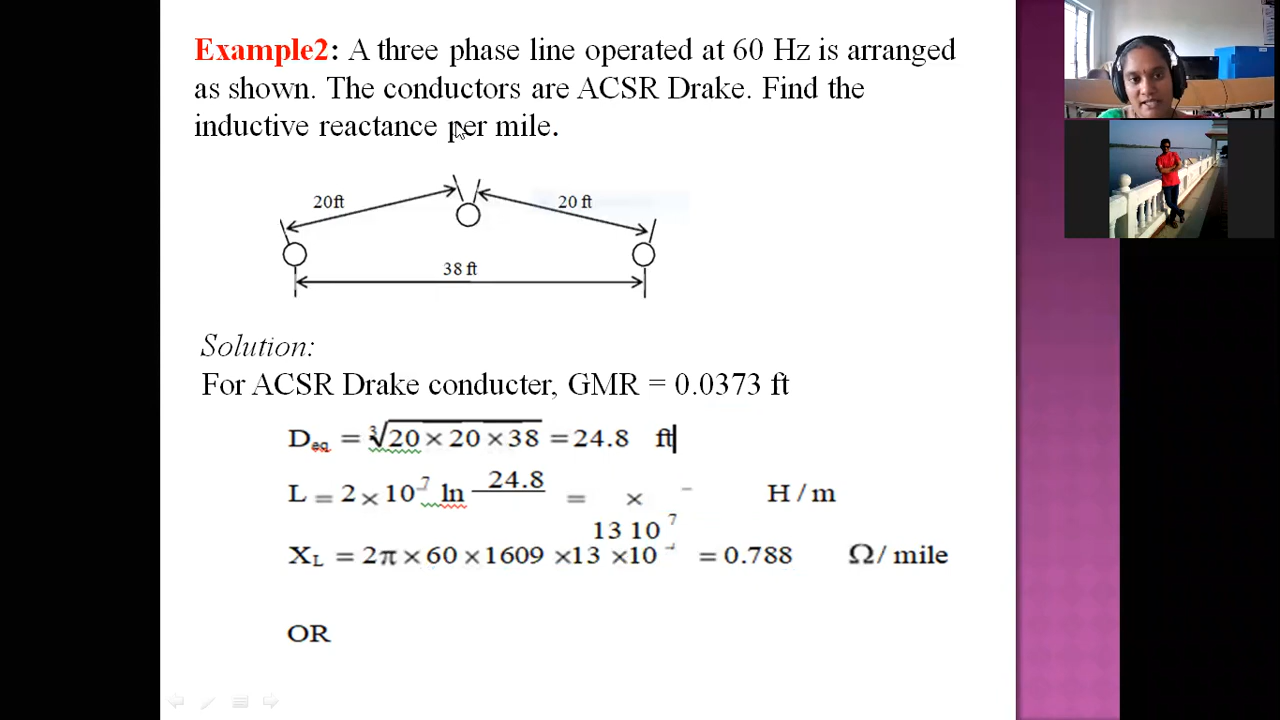 Example2: A three phase line operated at 60 Hz is arranged
as shown. The conductors are ACSR Drake. Find the
inductive reactance per mile.
20ft
20 ft
38 ft
Solution:
For ACSR Drake conducter, GMR = 0.0373 ft
Deq = ∛20 × 20 × 38 = 24.8 ft
L = 2 × 10⁻⁷ ln 24.8 = × ⁻ H / m
13 10 ⁷
XL = 2π × 60 × 1609 ×13 ×10 = 0.788 Ω/ mile
OR